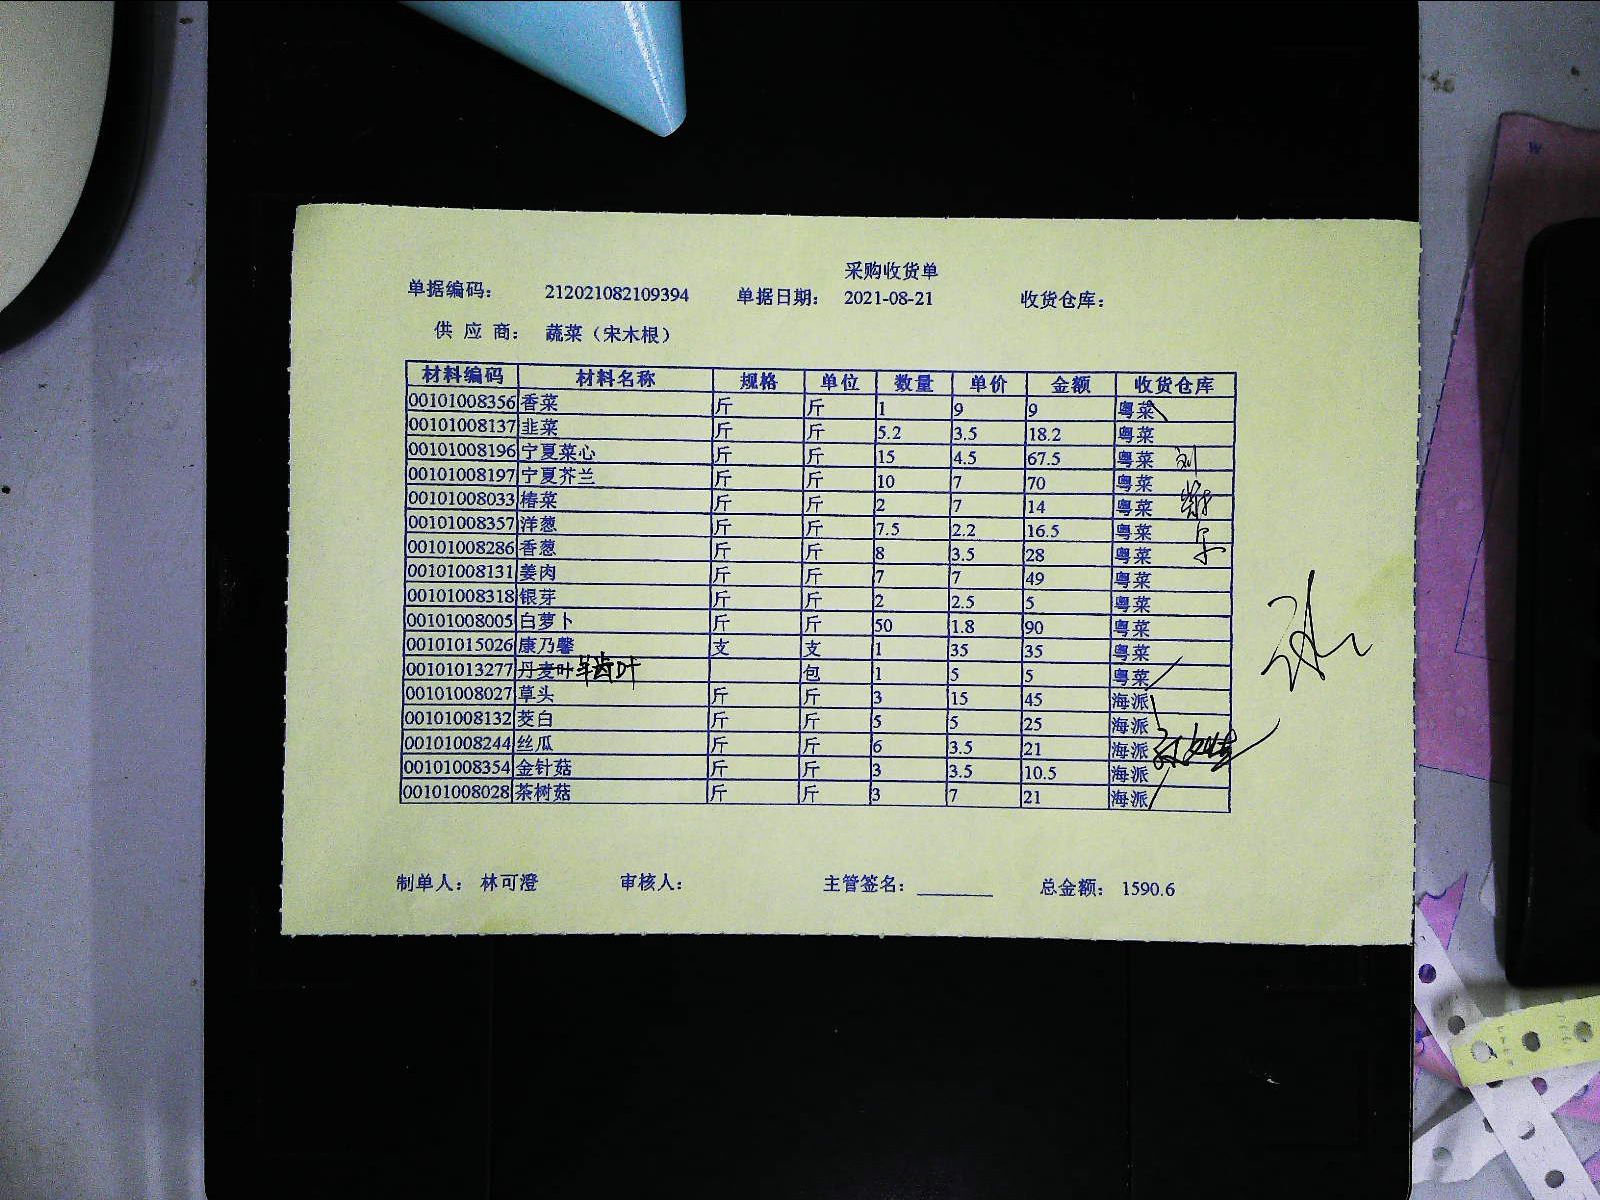 采购收货单
单据编码： 212021082109394 单据日期： 2021-08-21 收货仓库：
供 应 商： 蔬菜（宋木根）
材料编码 材料名称 规格 单位 数量 单价 金额 收货仓库
00101008356 香菜 斤 斤 1 9 9 粤菜
00101008137 韭菜 斤 斤 5.2 3.5 18.2 粤菜
00101008196 宁夏菜心 斤 斤 15 4.5 67.5 粤菜
00101008197 宁夏芥兰 斤 斤 10 7 70 粤菜
00101008033 椿菜 斤 斤 2 7 14 粤菜
00101008357 洋葱 斤 斤 7.5 2.2 16.5 粤菜
00101008286 香葱 斤 斤 8 3.5 28 粤菜
00101008131 姜肉 斤 斤 7 7 49 粤菜
00101008318 银芽 斤 斤 2 2.5 5 粤菜
00101008005 白萝卜 斤 斤 50 1.8 90 粤菜
00101015026 康乃馨 支 支 1 35 35 粤菜
00101013277 丹麦叶 羊齿叶 包 1 5 5 粤菜
00101008027 草头 斤 斤 3 15 45 海派
00101008132 茭白 斤 斤 5 5 25 海派
00101008244 丝瓜 斤 斤 6 3.5 21 海派
00101008354 金针菇 斤 斤 3 3.5 10.5 海派
00101008028 茶树菇 斤 斤 3 7 21 海派
制单人： 林可澄 审核人： 主管签名： 总金额： 1590.6